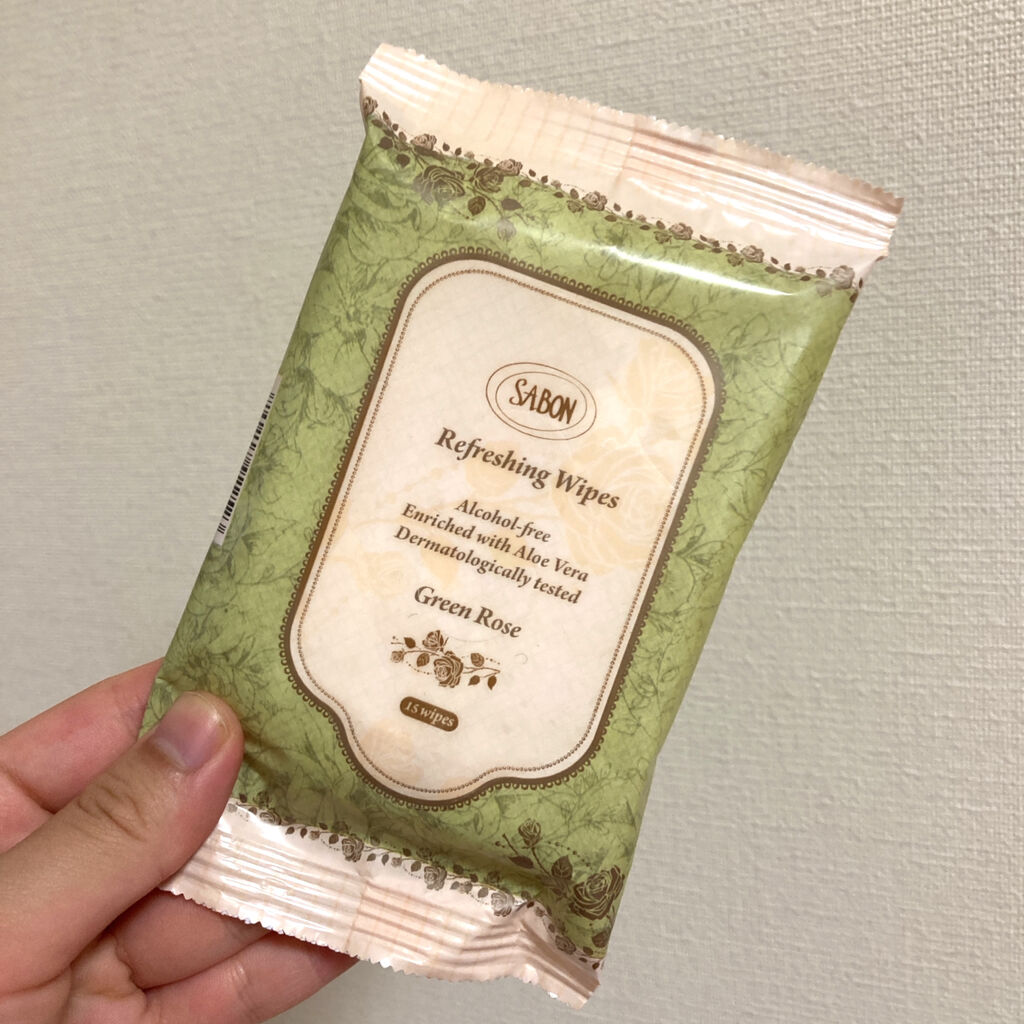 SABON
Refreshing Wipes
Alcohol-free
Enriched with Aloe Vera
Dermatologically tested
Green Rose
15 wipes